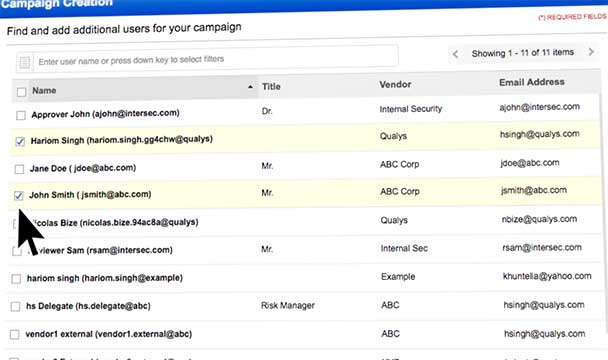 Campaign Creation
Find and add additional users for your campaign
(*) REQUIRED FIELDS
Enter user name or press down key to select filters
Showing 1 - 11 of 11 items
Name Title Vendor Email Address
Approver John (ajohn@intersec.com) Dr. Internal Security ajohn@intersec.com
Hariom Singh (hariom.singh.gg4chw@qualys) Qualys hsingh@qualys.com
Jane Doe ( jdoe@abc.com) Mr. ABC Corp jdoe@abc.com
John Smith ( jsmith@abc.com) Mr. ABC Corp jsmith@abc.com
Nicolas Bize (nicolas.bize.94ac8a@qualys) Qualys nbize@qualys.com
viewer Sam (rsam@intersec.com) Mr. Internal Sec rsam@intersec.com
hariom singh (hariom.singh@example) Example khuntella@yahoo.com
hs Delegate (hs.delegate@abc) Risk Manager ABC hsingh@qualys.com
vendor1 external (vendor1.external@abc) ABC hsingh@qualys.com